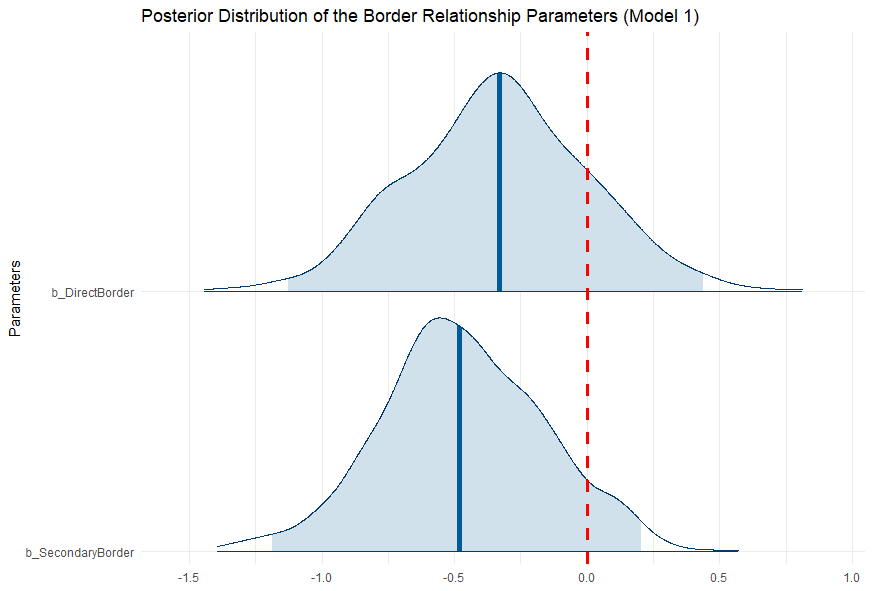 Posterior Distribution of the Border Relationship Parameters (Model 1)
Parameters
b_DirectBorder
b_SecondaryBorder
-1.5 -1.0 -0.5 0.0 0.5 1.0